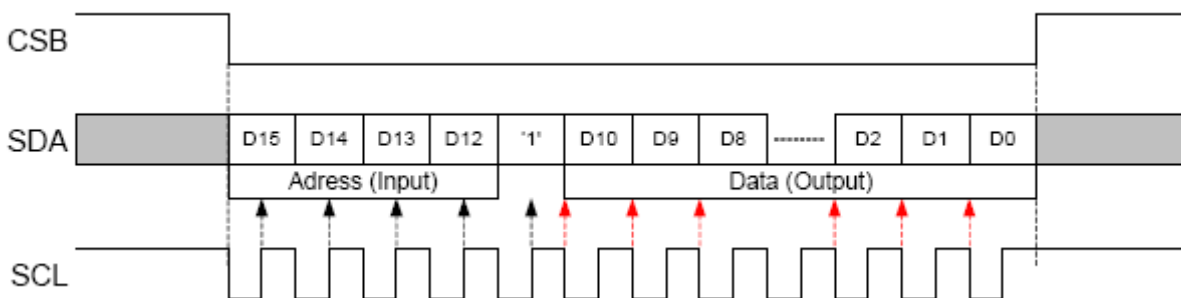 CSB
SDA D15 D14 D13 D12 '1' D10 D9 D8 -------- D2 D1 D0
Adress (Input) Data (Output)
SCL